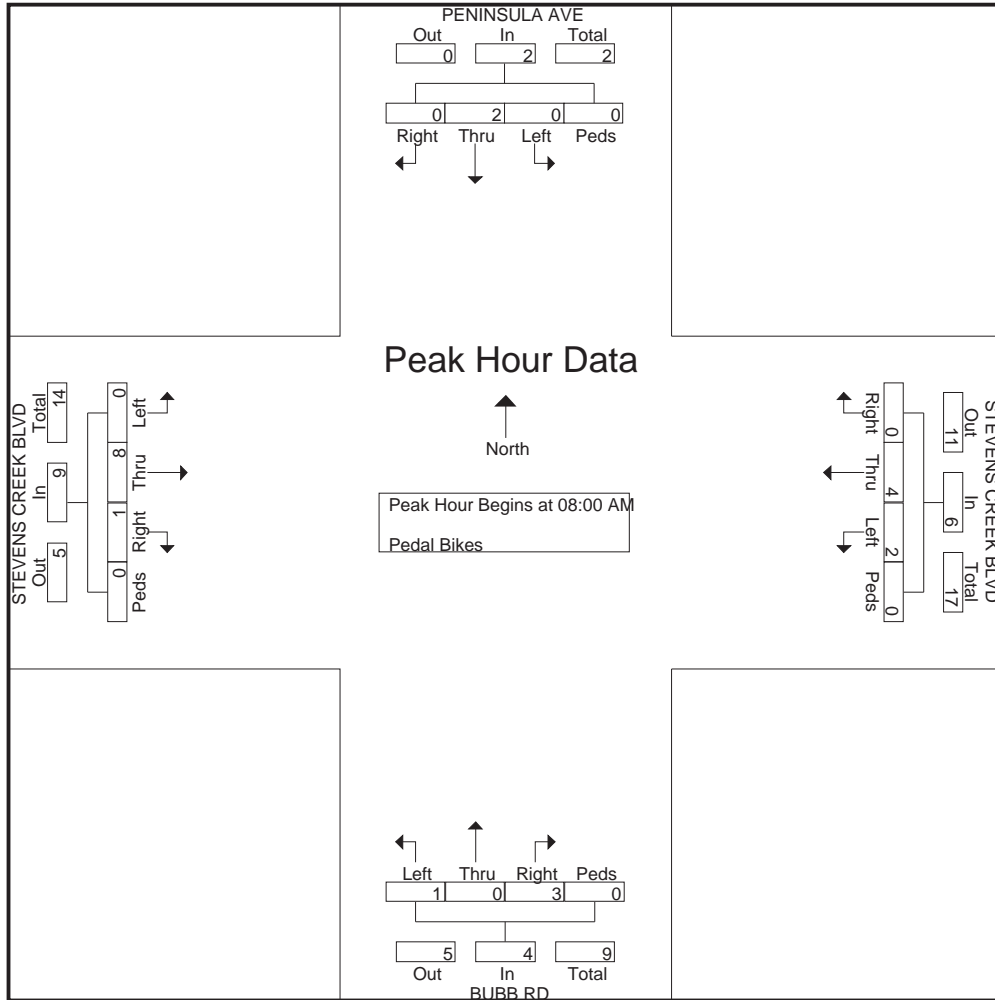 PENINSULA AVE
Out In Total
0 2 2
0 2 0 0
Right Thru Left Peds
Peak Hour Data
North
Peak Hour Begins at 08:00 AM
Pedal Bikes
STEVENS CREEK BLVD
Out In Total
5 9 14
0 8 1 0
Left Thru Right Peds
STEVENS CREEK BLVD
Out In Total
11 6 17
0 4 2 0
Right Thru Left Peds
Left Thru Right Peds
1 0 3 0
5 4 9
Out In Total
BUBB RD